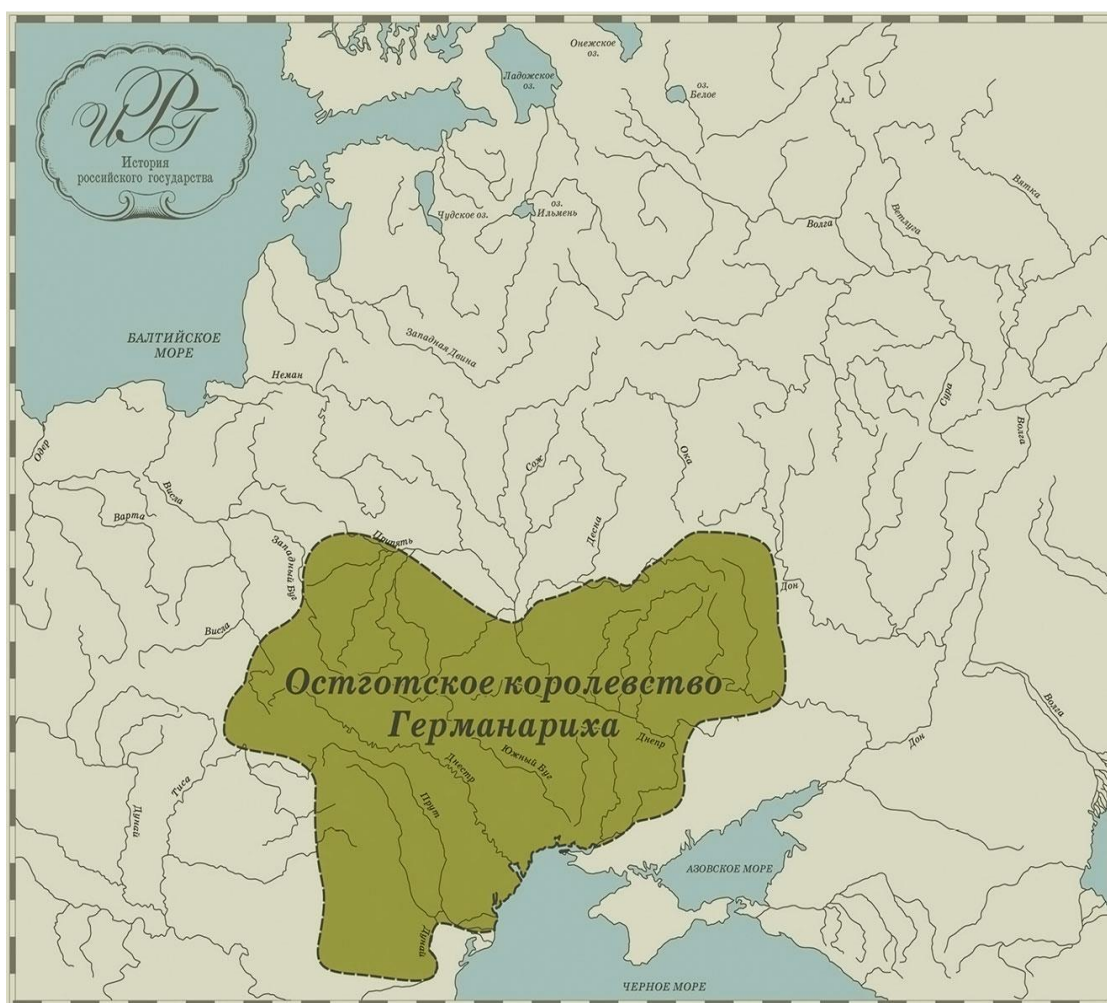 ИРГ
История
российского государства
Онежское
оз.
Ладожское
оз.
оз.
Белое
Вятка
Чудское оз.
оз.
Ильмень
Волга
Ветлуга
БАЛТИЙСКОЕ
МОРЕ
Западная Двина
Неман
Сура
Волга
Одер
Сож
Ока
Висла
Варта
Десна
Припять
Западный Буг
Дон
Висла
Остготское королевство
Германариха
Днепр
Южный Буг
Днестр
Дон
Волга
Тиса
Прут
Дунай
АЗОВСКОЕ МОРЕ
Дунай
ЧЕРНОЕ МОРЕ